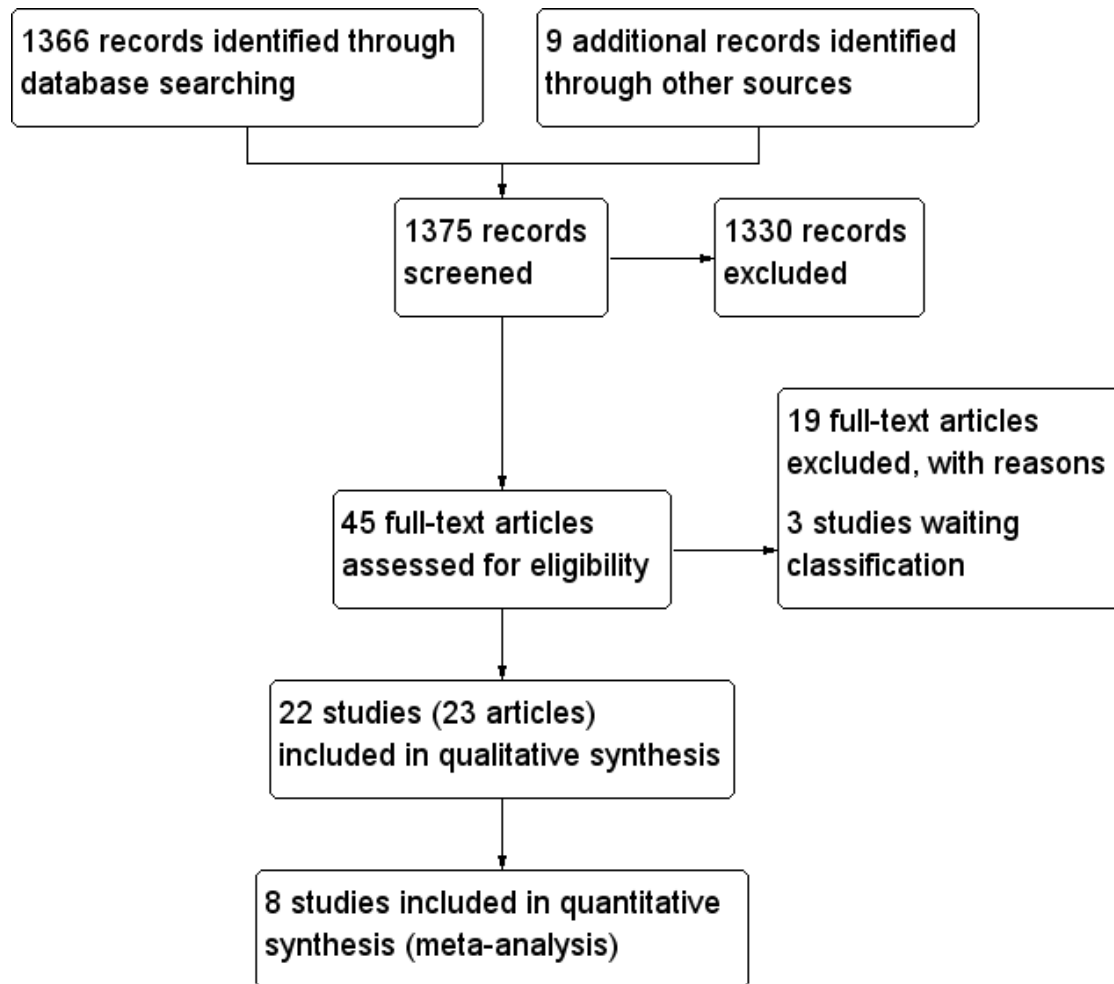 1366 records identified through
database searching
9 additional records identified
through other sources
1375 records
screened
1330 records
excluded
19 full-text articles
excluded, with reasons
3 studies waiting
classification
45 full-text articles
assessed for eligibility
22 studies (23 articles)
included in qualitative synthesis
8 studies included in quantitative
synthesis (meta-analysis)